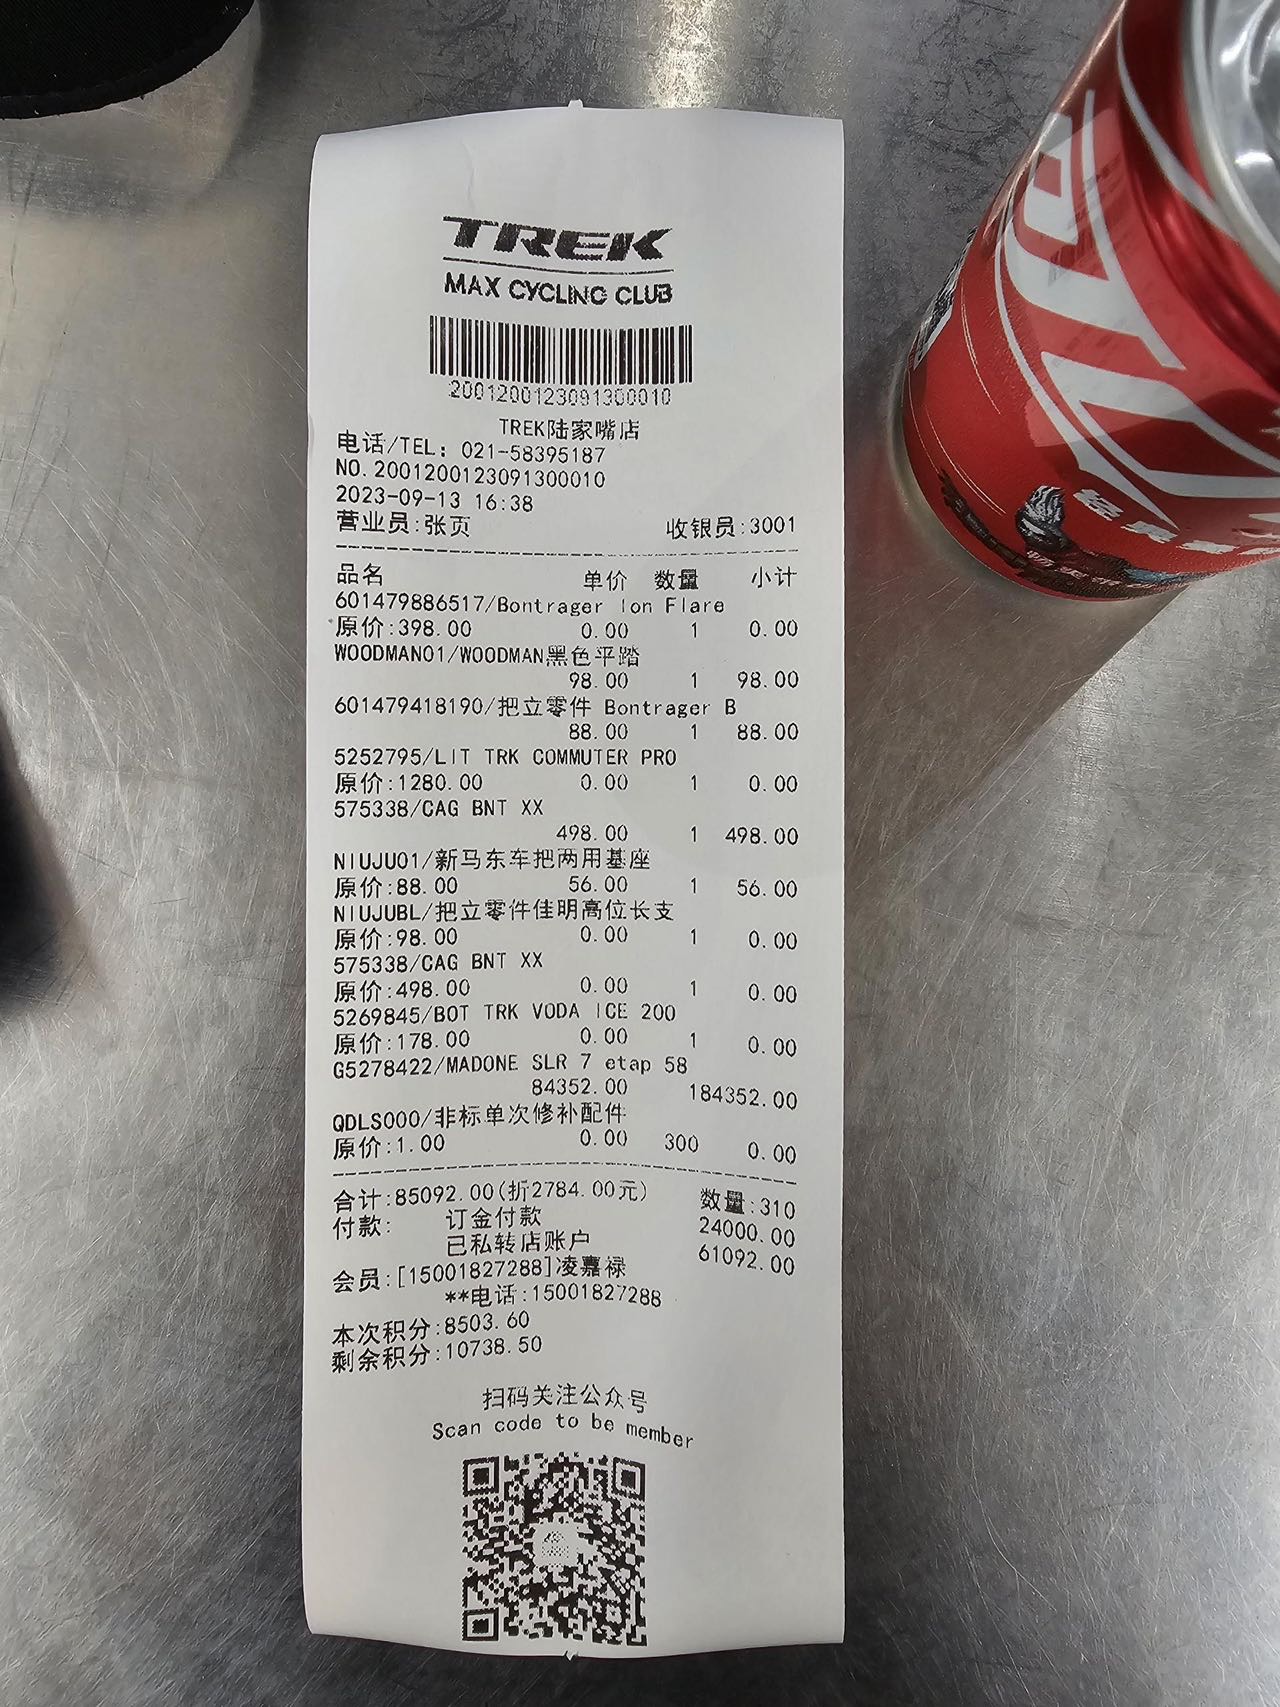 TREK
MAX CYCLING CLUB
2001200123091300010
TREK陆家嘴店
电话/TEL: 021-58395187
NO.2001200123091300010
2023-09-13 16:38
营业员:张页 收银员:3001
品名 单价 数量 小计
601479886517/Bontrager Ion Flare
原价:398.00 0.00 1 0.00
WOODMAN01/WOODMAN黑色平踏
98.00 1 98.00
601479418190/把立零件 Bontrager B
88.00 1 88.00
5252795/LIT TRK COMMUTER PRO
原价:1280.00 0.00 1 0.00
575338/CAG BNT XX
498.00 1 498.00
NIUJU01/新马东车把两用基座
原价:88.00 56.00 1 56.00
NIUJUBL/把立零件佳明高位长支
原价:98.00 0.00 1 0.00
575338/CAG BNT XX
原价:498.00 0.00 1 0.00
5269845/BOT TRK VODA ICE 200
原价:178.00 0.00 1 0.00
G5278422/MADONE SLR 7 etap 58
84352.00 184352.00
QDLS000/非标单次修补配件
原价:1.00 0.00 300 0.00
合计:85092.00(折2784.00元) 数量:310
付款: 订金付款 24000.00
已私转店账户 61092.00
会员:[15001827288]凌嘉禄
**电话:15001827288
本次积分:8503.60
剩余积分:10738.50
扫码关注公众号
Scan code to be member